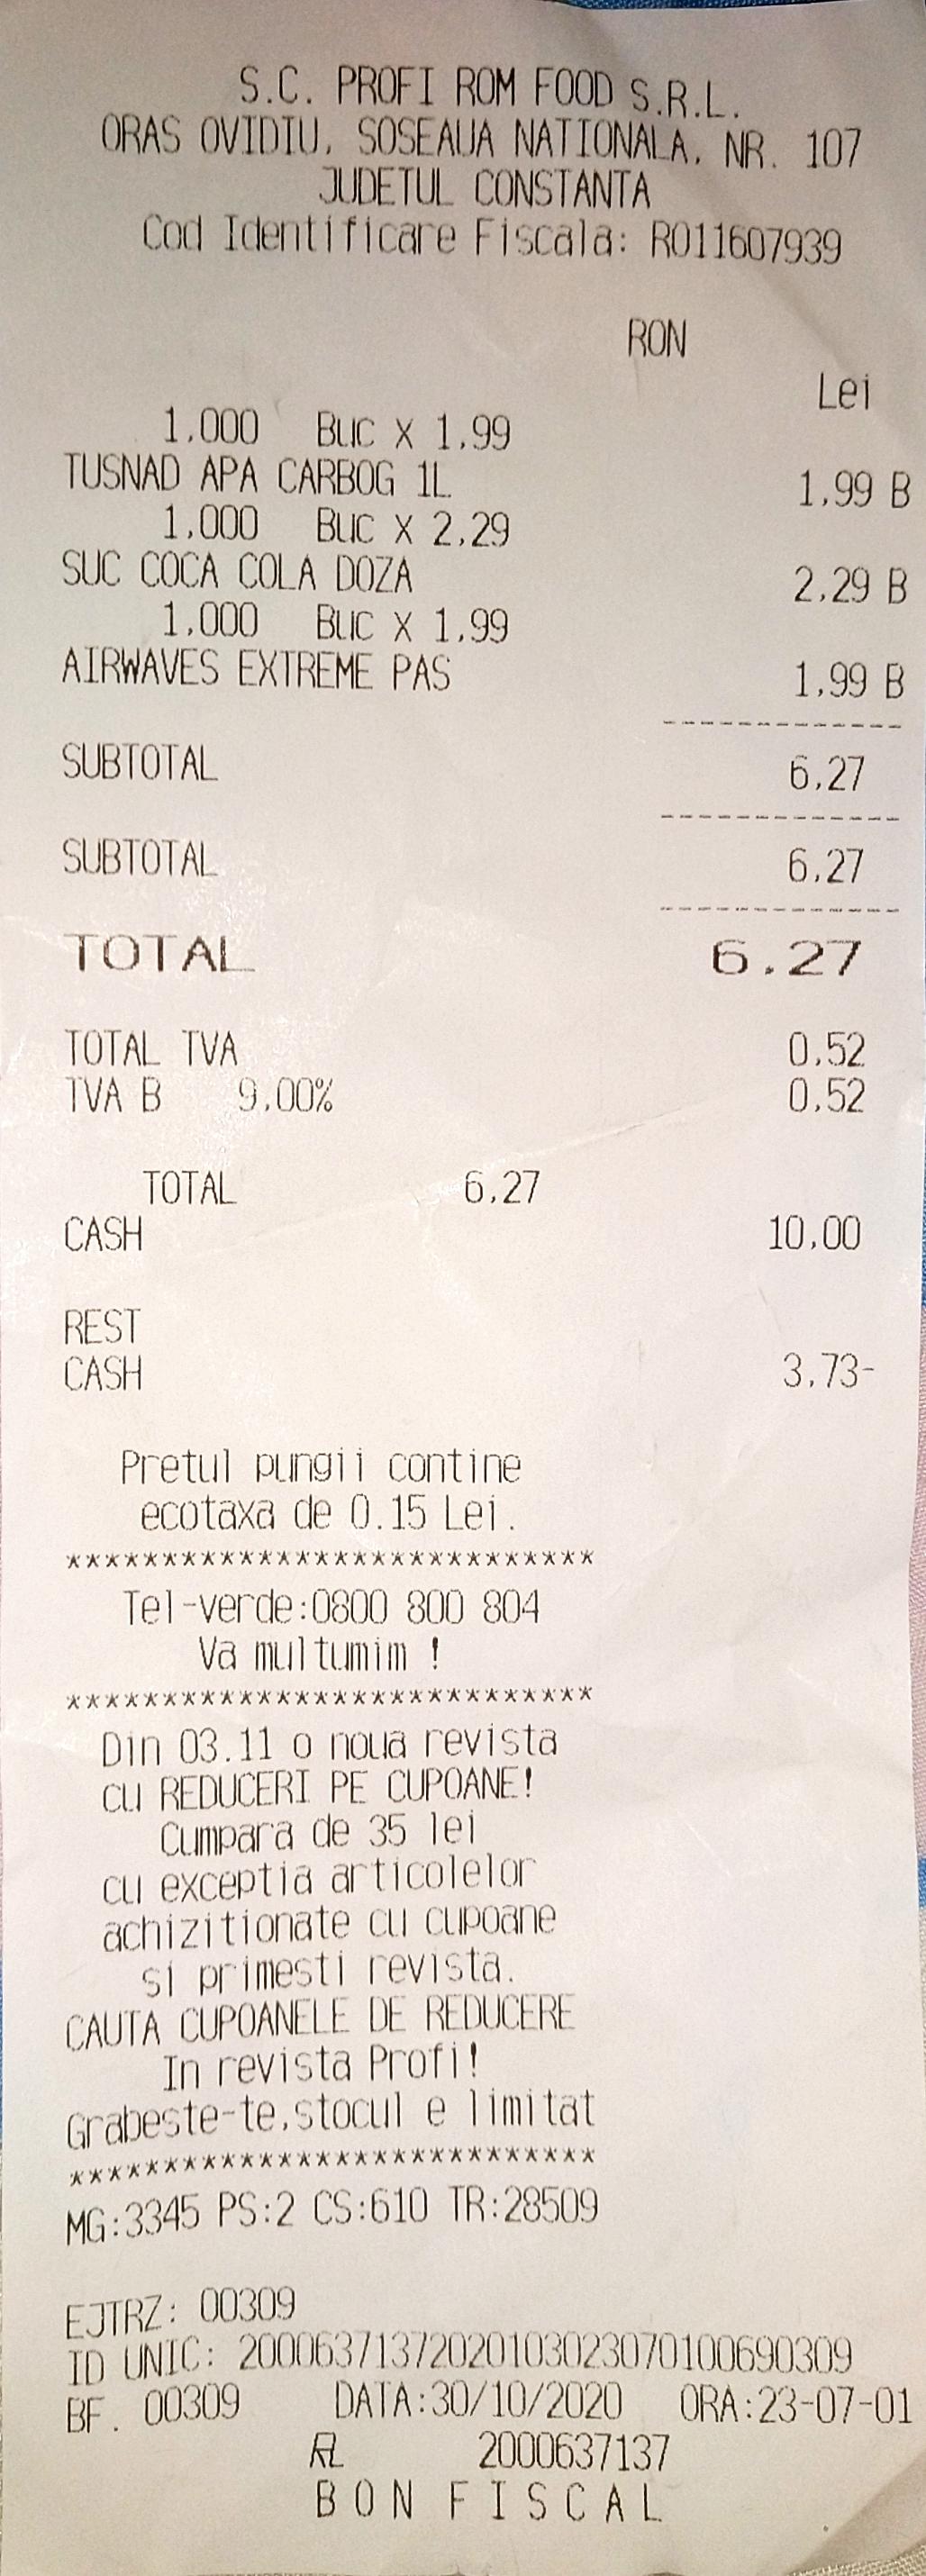 S.C. PROFI ROM FOOD S.R.L.
ORAS OVIDIU, SOSEAUA NATIONALA, NR. 107
JUDETUL CONSTANTA
Cod Identificare Fiscala: RO11607939
RON
Lei
1,000 Buc X 1,99
TUSNAD APA CARBOG 1L 1,99 B
1,000 Buc X 2,29
SUC COCA COLA DOZA 2,29 B
1,000 Buc X 1,99
AIRWAVES EXTREME PAS 1,99 B
SUBTOTAL 6,27
SUBTOTAL 6,27
TOTAL 6.27
TOTAL TVA 0,52
TVA B 9,00% 0,52
TOTAL 6,27
CASH 10,00
REST
CASH 3,73-
Pretul pungii contine
ecotaxa de 0.15 Lei.
****************************
Tel-verde:0800 800 804
Va multumim !
****************************
Din 03.11 o noua revista
cu REDUCERI PE CUPOANE!
Cumpara de 35 lei
cu exceptia articolelor
achizitionate cu cupoane
si primesti revista.
CAUTA CUPOANELE DE REDUCERE
In revista Profi!
Grabeste-te,stocul e limitat
****************************
MG:3345 PS:2 CS:610 TR:28509
EJTRZ: 00309
ID UNIC: 2000637137202010302307010069​0309
BF. 00309 DATA:30/10/2020 ORA:23-07-01
2000637137
BON FISCAL